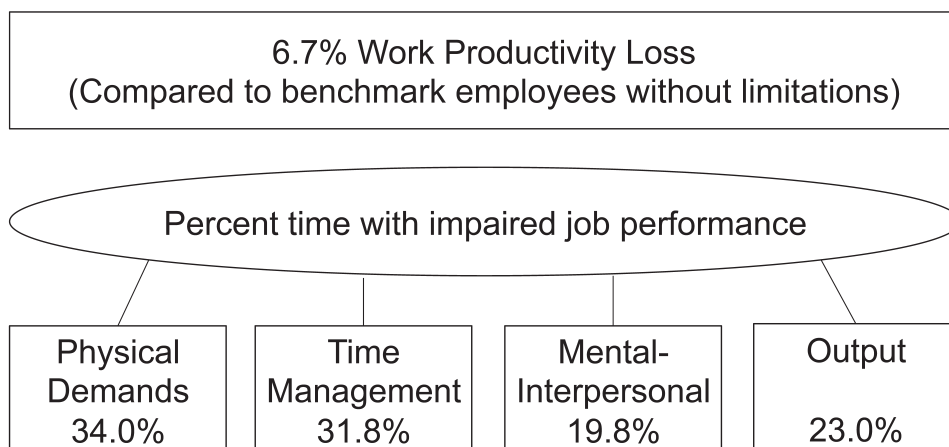 6.7% Work Productivity Loss
(Compared to benchmark employees without limitations)
Percent time with impaired job performance
Physical
Demands
34.0%
Time
Management
31.8%
Mental-
Interpersonal
19.8%
Output
23.0%